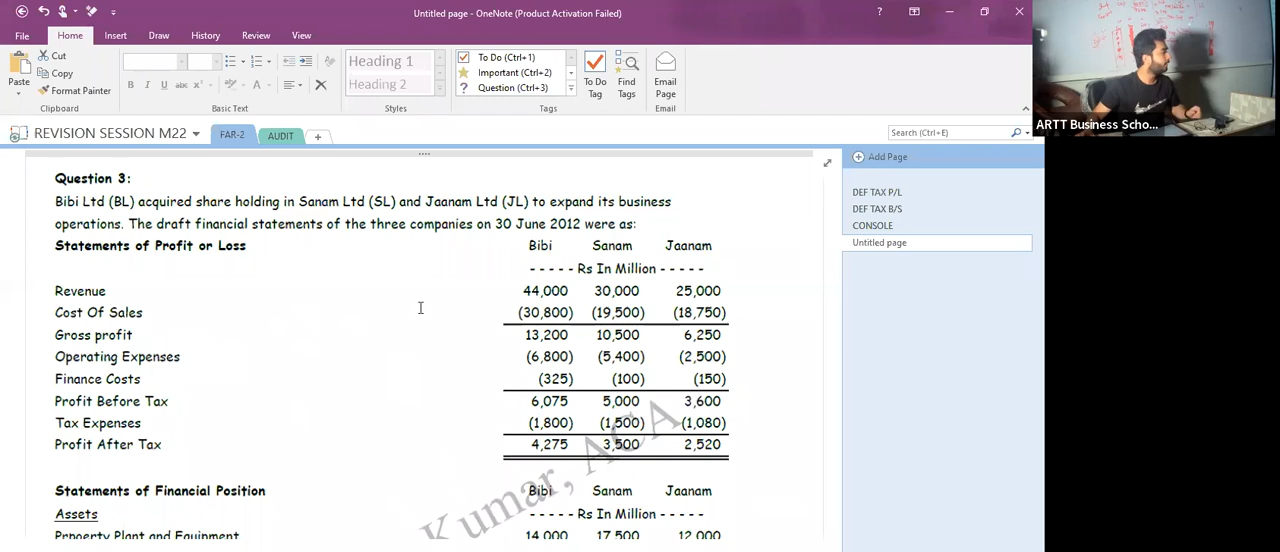 Untitled page - OneNote (Product Activation Failed)
File Home Insert Draw History Review View
Paste
Cut
Copy
Format Painter
Clipboard
B I U abc x² A
Basic Text
Heading 1
Heading 2
Styles
To Do (Ctrl+1)
Important (Ctrl+2)
Question (Ctrl+3)
To Do Tag
Find Tags
Tags
Email Page
Email
ARTT Business Scho...
REVISION SESSION M22 FAR-2 AUDIT
Search (Ctrl+E)
Add Page
DEF TAX P/L
DEF TAX B/S
CONSOLE
Untitled page
Question 3:
Bibi Ltd (BL) acquired share holding in Sanam Ltd (SL) and Jaanam Ltd (JL) to expand its business
operations. The draft financial statements of the three companies on 30 June 2012 were as:
Statements of Profit or Loss Bibi Sanam Jaanam
- - - - - Rs In Million - - - - -
Revenue 44,000 30,000 25,000
Cost Of Sales (30,800) (19,500) (18,750)
Gross profit 13,200 10,500 6,250
Operating Expenses (6,800) (5,400) (2,500)
Finance Costs (325) (100) (150)
Profit Before Tax 6,075 5,000 3,600
Tax Expenses (1,800) (1,500) (1,080)
Profit After Tax 4,275 3,500 2,520
Statements of Financial Position Bibi Sanam Jaanam
Assets - - - - - Rs In Million - - - - -
Property Plant and Equipment 14,000 17,500 12,000
Kumar, ACA